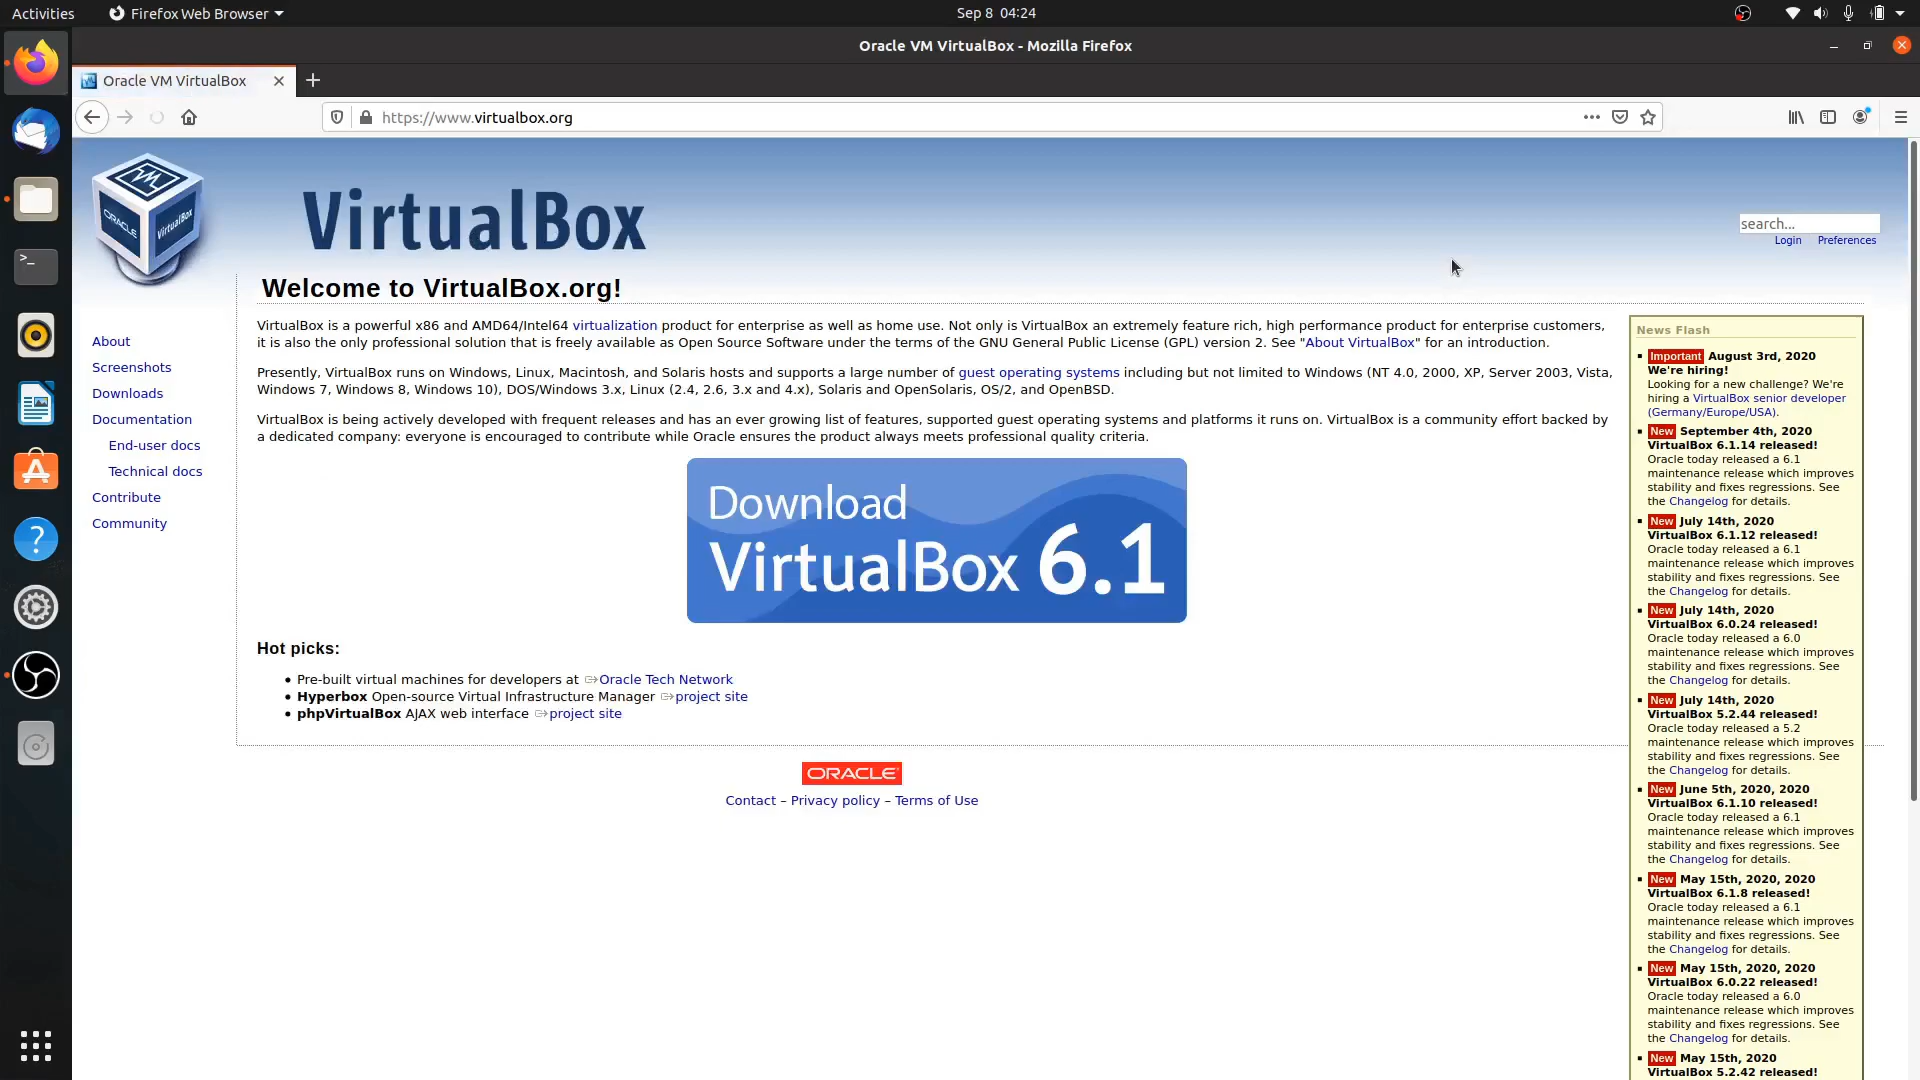 Activities
Firefox Web Browser
Sep 8 04:24
Oracle VM VirtualBox - Mozilla Firefox
Oracle VM VirtualBox
https://www.virtualbox.org
ORACLE
VirtualBox
VirtualBox
search...
Login Preferences
Welcome to VirtualBox.org!
About
Screenshots
Downloads
Documentation
End-user docs
Technical docs
Contribute
Community
VirtualBox is a powerful x86 and AMD64/Intel64 virtualization product for enterprise as well as home use. Not only is VirtualBox an extremely feature rich, high performance product for enterprise customers,
it is also the only professional solution that is freely available as Open Source Software under the terms of the GNU General Public License (GPL) version 2. See "About VirtualBox" for an introduction.
Presently, VirtualBox runs on Windows, Linux, Macintosh, and Solaris hosts and supports a large number of guest operating systems including but not limited to Windows (NT 4.0, 2000, XP, Server 2003, Vista,
Windows 7, Windows 8, Windows 10), DOS/Windows 3.x, Linux (2.4, 2.6, 3.x and 4.x), Solaris and OpenSolaris, OS/2, and OpenBSD.
VirtualBox is being actively developed with frequent releases and has an ever growing list of features, supported guest operating systems and platforms it runs on. VirtualBox is a community effort backed by
a dedicated company: everyone is encouraged to contribute while Oracle ensures the product always meets professional quality criteria.
Download
VirtualBox 6.1
Hot picks:
• Pre-built virtual machines for developers at Oracle Tech Network
• Hyperbox Open-source Virtual Infrastructure Manager project site
• phpVirtualBox AJAX web interface project site
ORACLE
Contact – Privacy policy – Terms of Use
News Flash
Important August 3rd, 2020
We're hiring!
Looking for a new challenge? We're
hiring a VirtualBox senior developer
(Germany/Europe/USA).
New September 4th, 2020
VirtualBox 6.1.14 released!
Oracle today released a 6.1
maintenance release which improves
stability and fixes regressions. See
the Changelog for details.
New July 14th, 2020
VirtualBox 6.1.12 released!
Oracle today released a 6.1
maintenance release which improves
stability and fixes regressions. See
the Changelog for details.
New July 14th, 2020
VirtualBox 6.0.24 released!
Oracle today released a 6.0
maintenance release which improves
stability and fixes regressions. See
the Changelog for details.
New July 14th, 2020
VirtualBox 5.2.44 released!
Oracle today released a 5.2
maintenance release which improves
stability and fixes regressions. See
the Changelog for details.
New June 5th, 2020, 2020
VirtualBox 6.1.10 released!
Oracle today released a 6.1
maintenance release which improves
stability and fixes regressions. See
the Changelog for details.
New May 15th, 2020, 2020
VirtualBox 6.1.8 released!
Oracle today released a 6.1
maintenance release which improves
stability and fixes regressions. See
the Changelog for details.
New May 15th, 2020, 2020
VirtualBox 6.0.22 released!
Oracle today released a 6.0
maintenance release which improves
stability and fixes regressions. See
the Changelog for details.
New May 15th, 2020
VirtualBox 5.2.42 released!